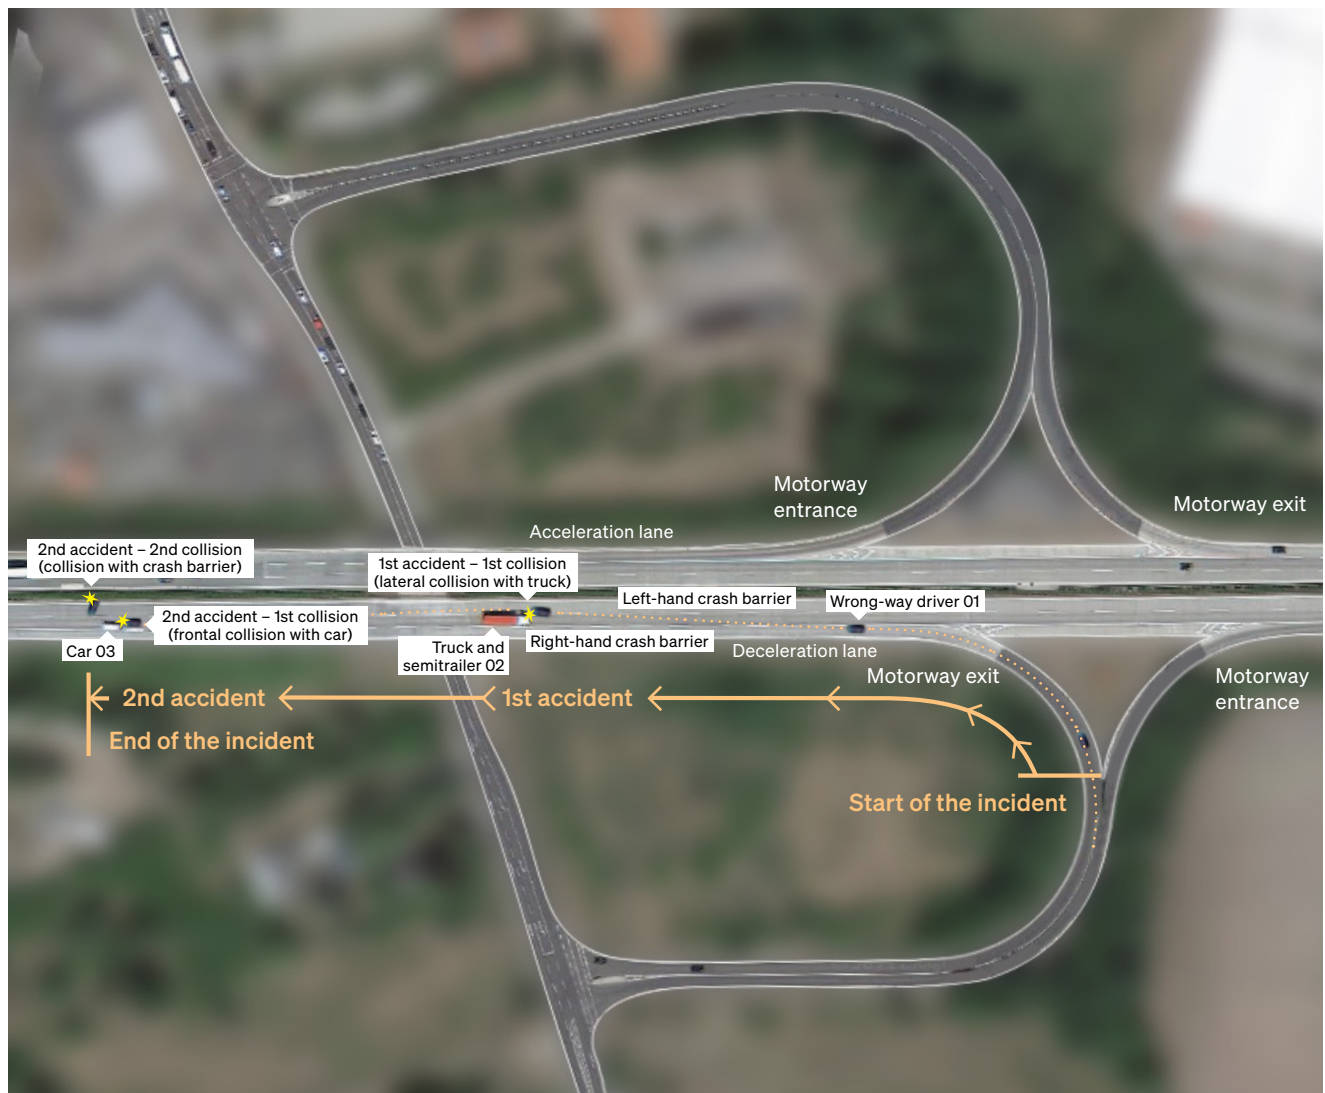 Motorway
entrance
Motorway exit
Acceleration lane
2nd accident – 2nd collision
(collision with crash barrier)
1st accident – 1st collision
(lateral collision with truck)
Left-hand crash barrier
Wrong-way driver 01
2nd accident – 1st collision
(frontal collision with car)
Car 03
Truck and
semitrailer 02
Right-hand crash barrier
Deceleration lane
Motorway exit
Motorway
entrance
2nd accident
1st accident
End of the incident
Start of the incident